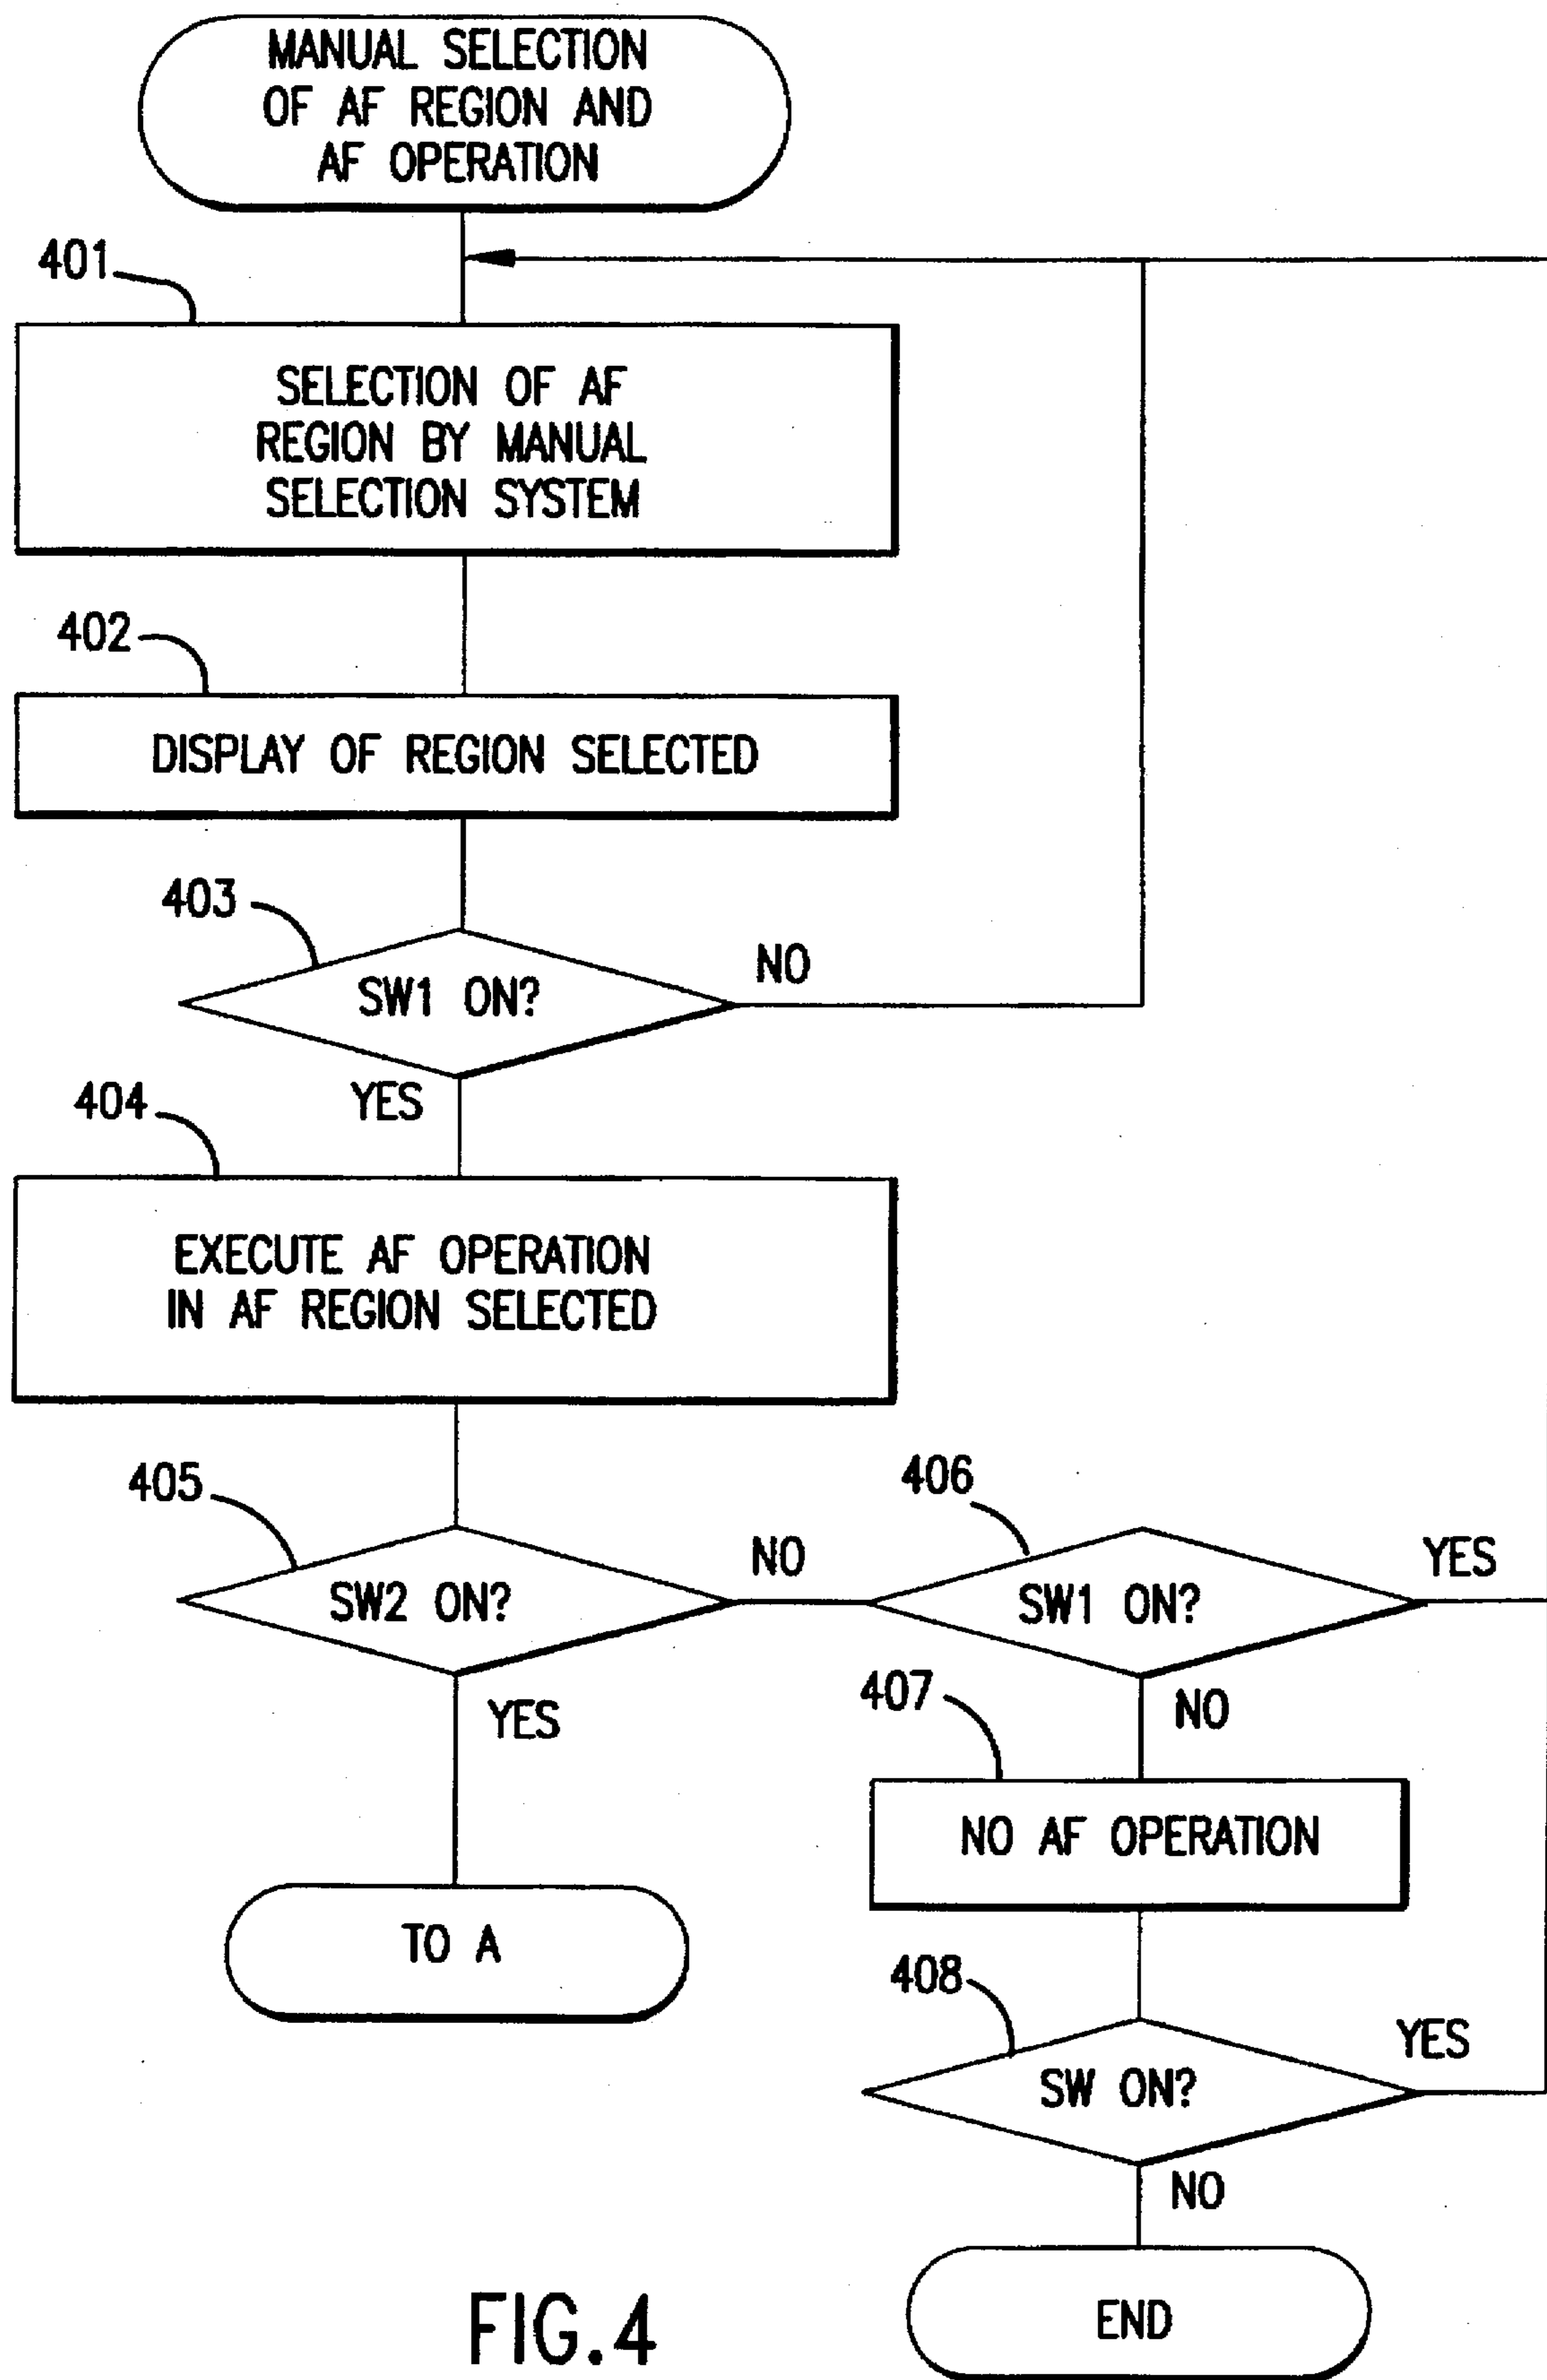 MANUAL SELECTION
OF AF REGION AND
AF OPERATION
401
SELECTION OF AF
REGION BY MANUAL
SELECTION SYSTEM
402
DISPLAY OF REGION SELECTED
403
SW1 ON?
NO
YES
404
EXECUTE AF OPERATION
IN AF REGION SELECTED
405
SW2 ON?
NO
406
SW1 ON?
YES
YES
NO
407
NO AF OPERATION
TO A
408
SW ON?
YES
NO
END
FIG.4